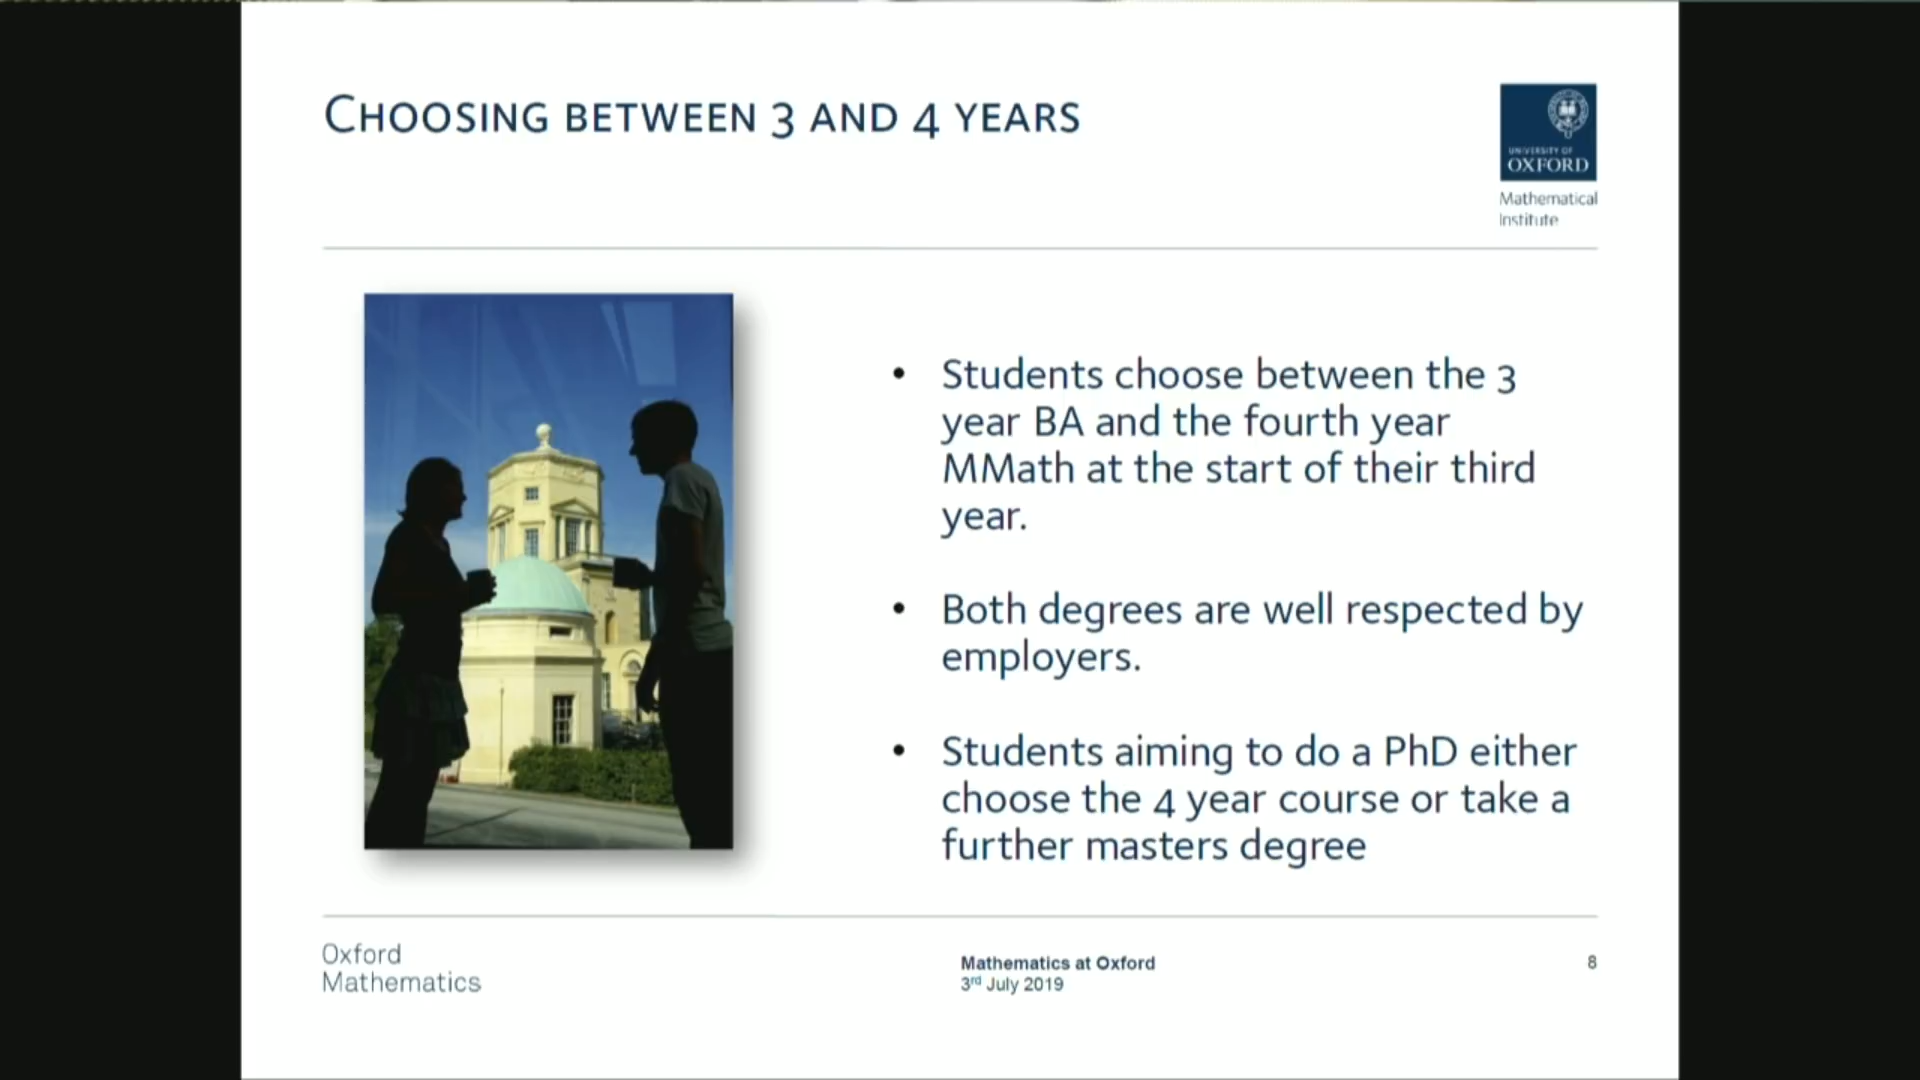 CHOOSING BETWEEN 3 AND 4 YEARS
UNIVERSITY OF
OXFORD
Mathematical
Institute
• Students choose between the 3
year BA and the fourth year
MMath at the start of their third
year.
• Both degrees are well respected by
employers.
• Students aiming to do a PhD either
choose the 4 year course or take a
further masters degree
Oxford
Mathematics
Mathematics at Oxford
3rd July 2019
8